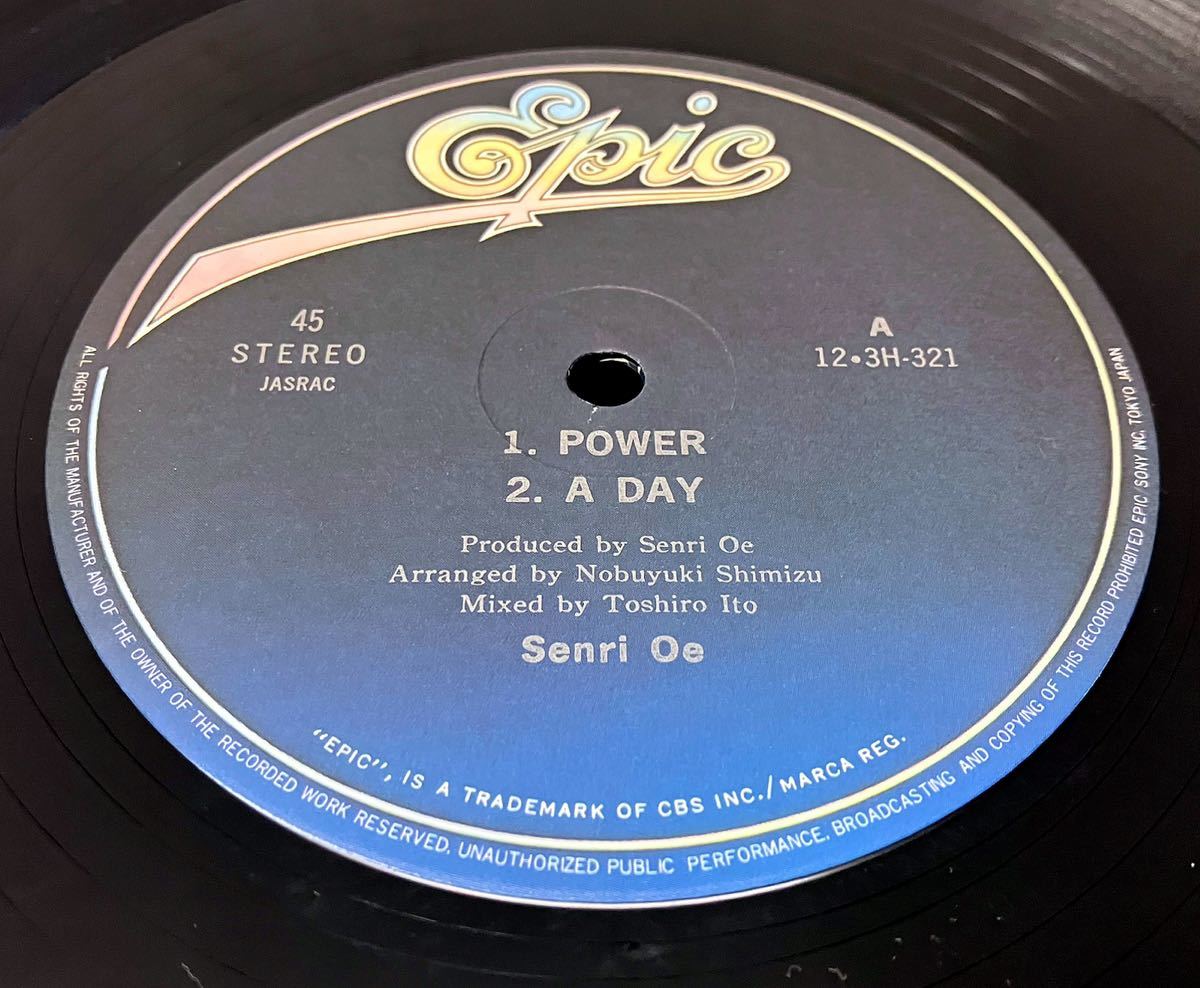 Epic
45
STEREO
JASRAC
A
12•3H-321
1. POWER
2. A DAY
Produced by Senri Oe
Arranged by Nobuyuki Shimizu
Mixed by Toshiro Ito
Senri Oe
"EPIC", IS A TRADEMARK OF CBS INC./MARCA REG.
ALL RIGHTS OF THE MANUFACTURER AND OF THE OWNER OF THE RECORDED WORK RESERVED. UNAUTHORIZED PUBLIC PERFORMANCE. BROADCASTING AND COPYING OF THIS RECORD PROHIBITED EPIC SONY INC. TOKYO JAPAN